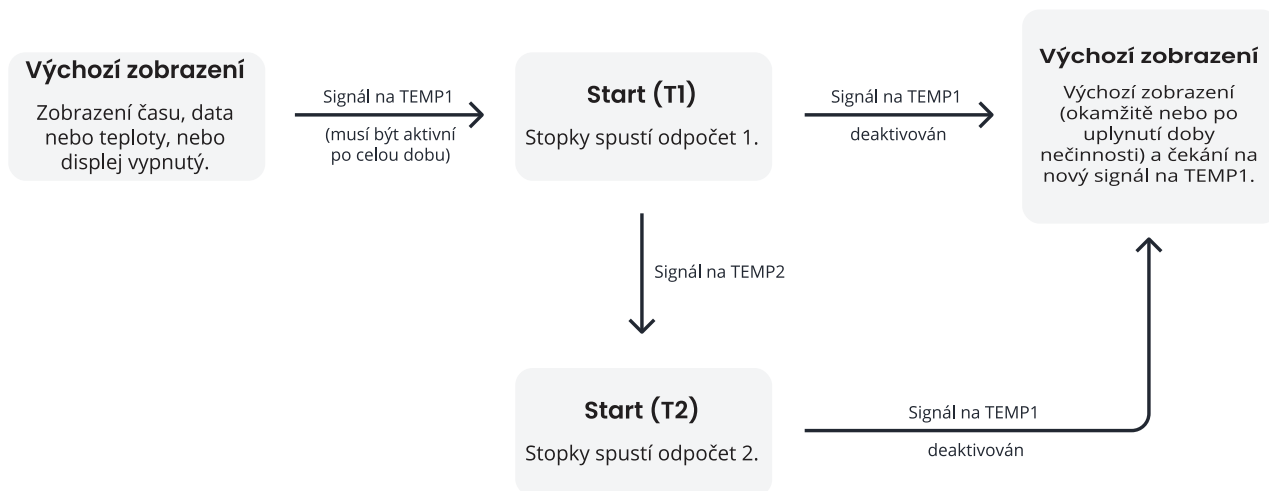 Výchozí zobrazení
Zobrazení času, data
nebo teploty, nebo
displej vypnutý.
Signál na TEMP1
(musí být aktivní
po celou dobu)
Start (T1)
Stopky spustí odpočet 1.
Signál na TEMP1
deaktivován
Výchozí zobrazení
Výchozí zobrazení
(okamžitě nebo po
uplynutí doby
nečinnosti) a čekání na
nový signál na TEMP1.
Signál na TEMP2
Start (T2)
Stopky spustí odpočet 2.
Signál na TEMP1
deaktivován